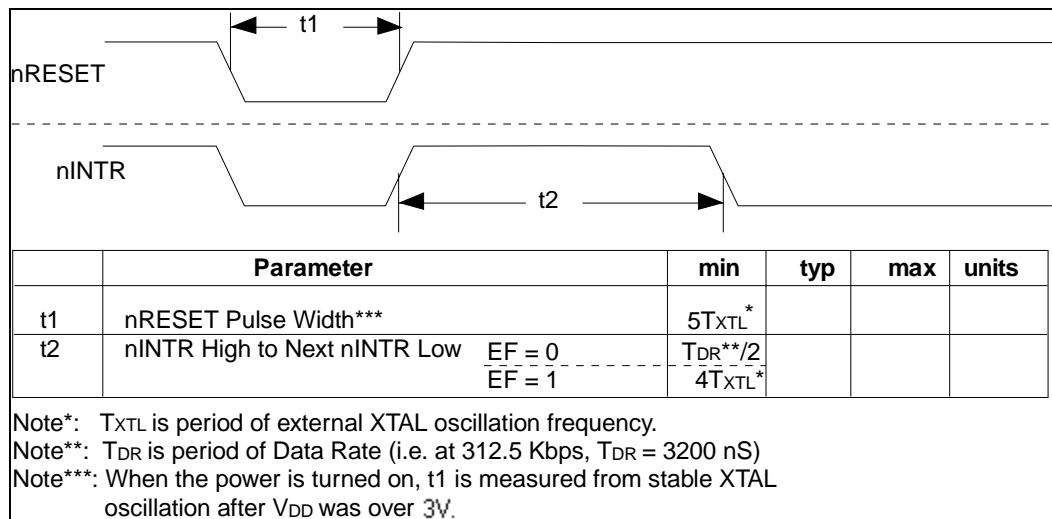 t1
nRESET
nINTR
t2
Parameter min typ max units
t1 nRESET Pulse Width*** 5TXTL*
t2 nINTR High to Next nINTR Low EF = 0 TDR**/2
EF = 1 4TXTL*
Note*: TXTL is period of external XTAL oscillation frequency.
Note**: TDR is period of Data Rate (i.e. at 312.5 Kbps, TDR = 3200 nS)
Note***: When the power is turned on, t1 is measured from stable XTAL
oscillation after VDD was over 3V.